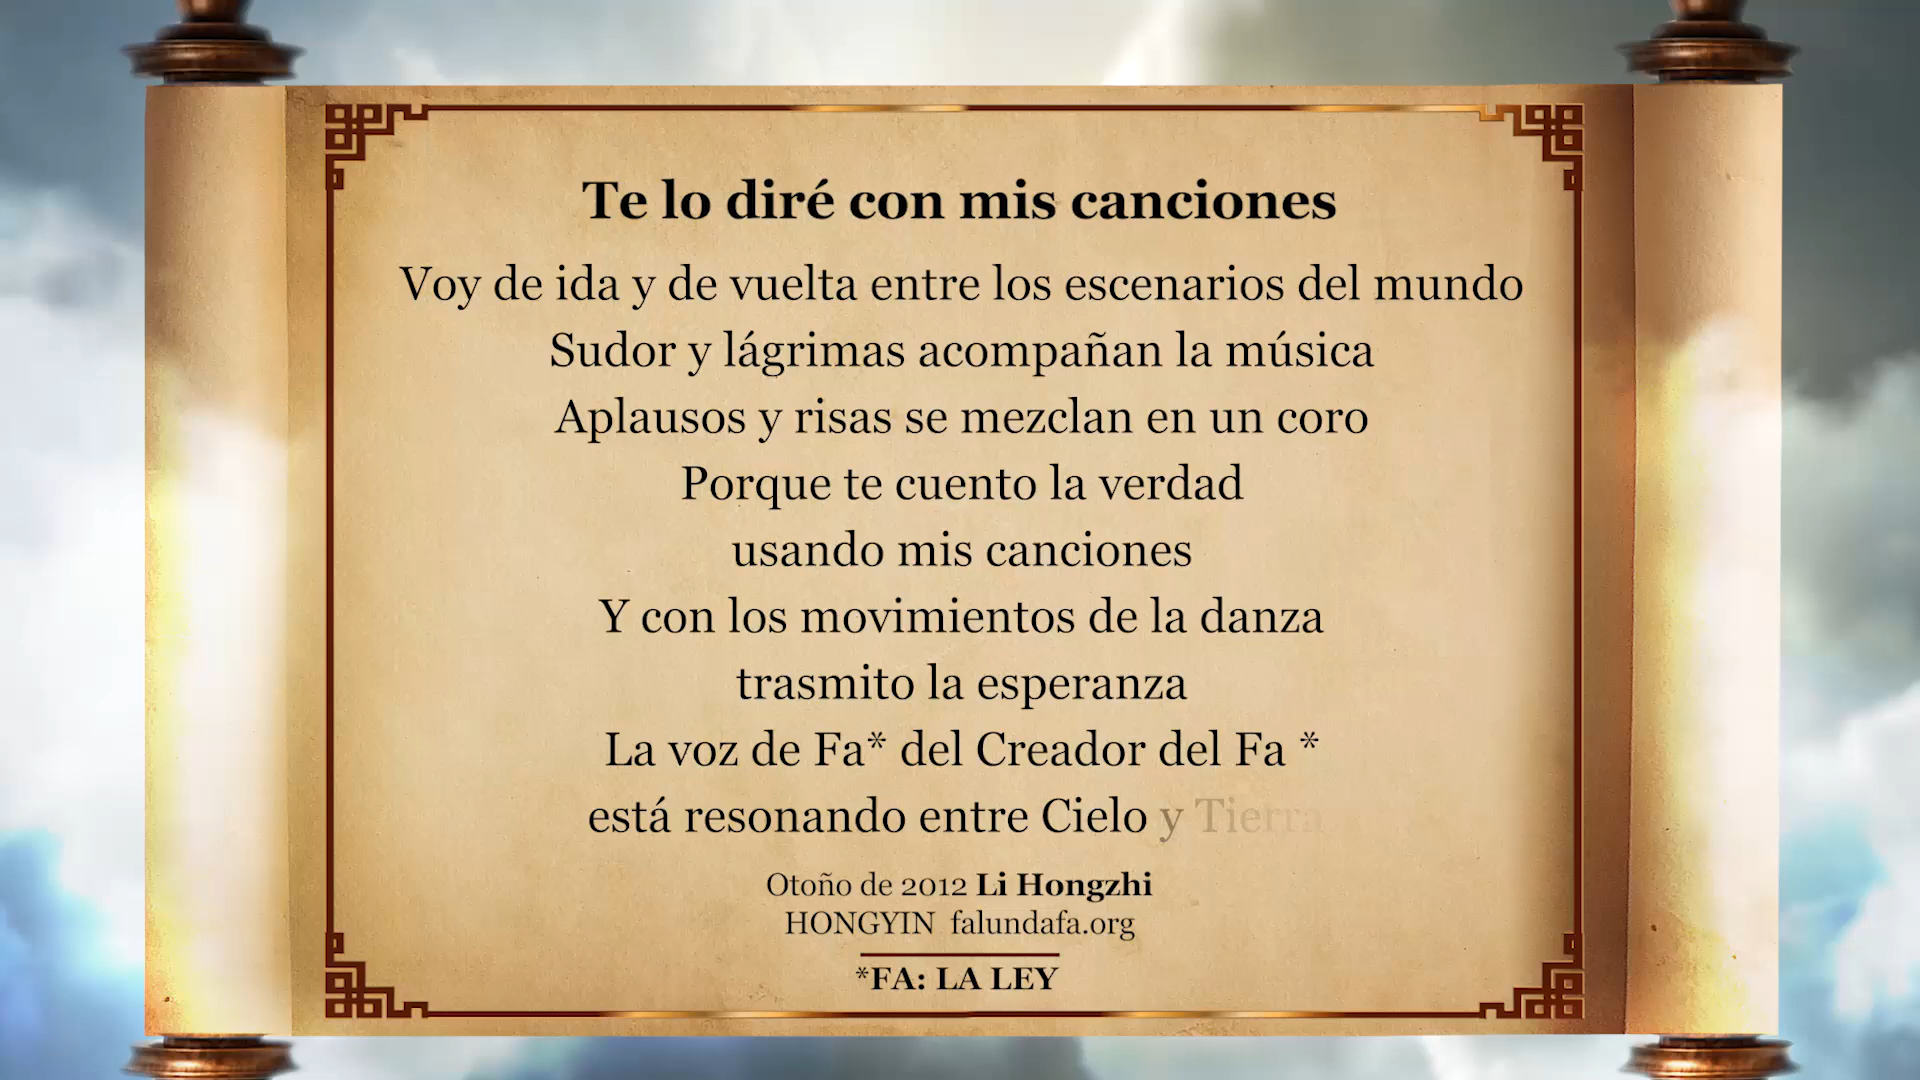 Te lo diré con mis canciones
Voy de ida y de vuelta entre los escenarios del mundo
Sudor y lágrimas acompañan la música
Aplausos y risas se mezclan en un coro
Porque te cuento la verdad
usando mis canciones
Y con los movimientos de la danza
trasmito la esperanza
La voz de Fa* del Creador del Fa *
está resonando entre Cielo y Tierra
Otoño de 2012 Li Hongzhi
HONGYIN falundafa.org
*FA: LA LEY